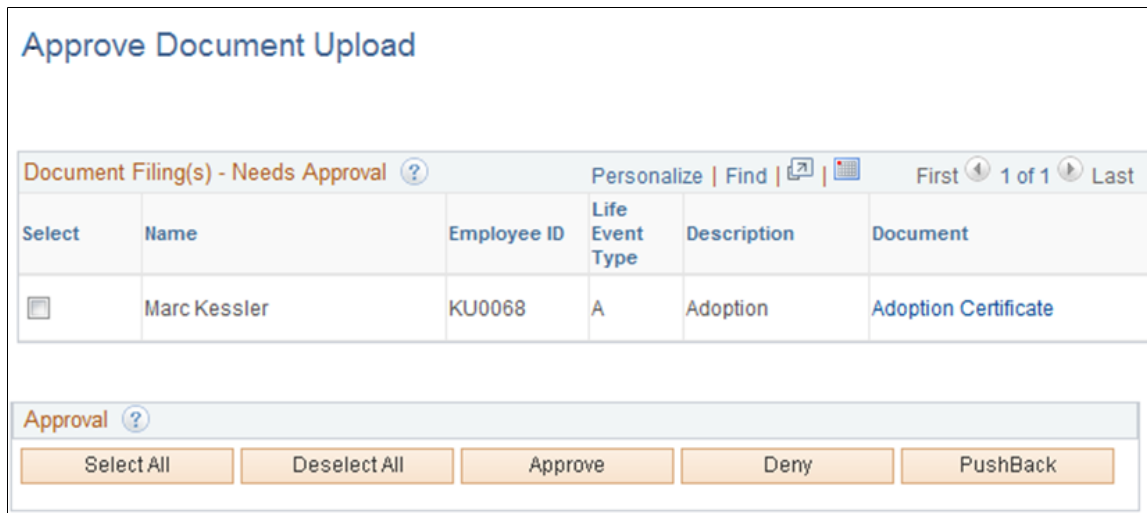 Approve Document Upload
Document Filing(s) - Needs Approval ? Personalize | Find | | First 1 of 1 Last
Select Name Employee ID Life Event Type Description Document
Marc Kessler KU0068 A Adoption Adoption Certificate
Approval ?
Select All Deselect All Approve Deny PushBack